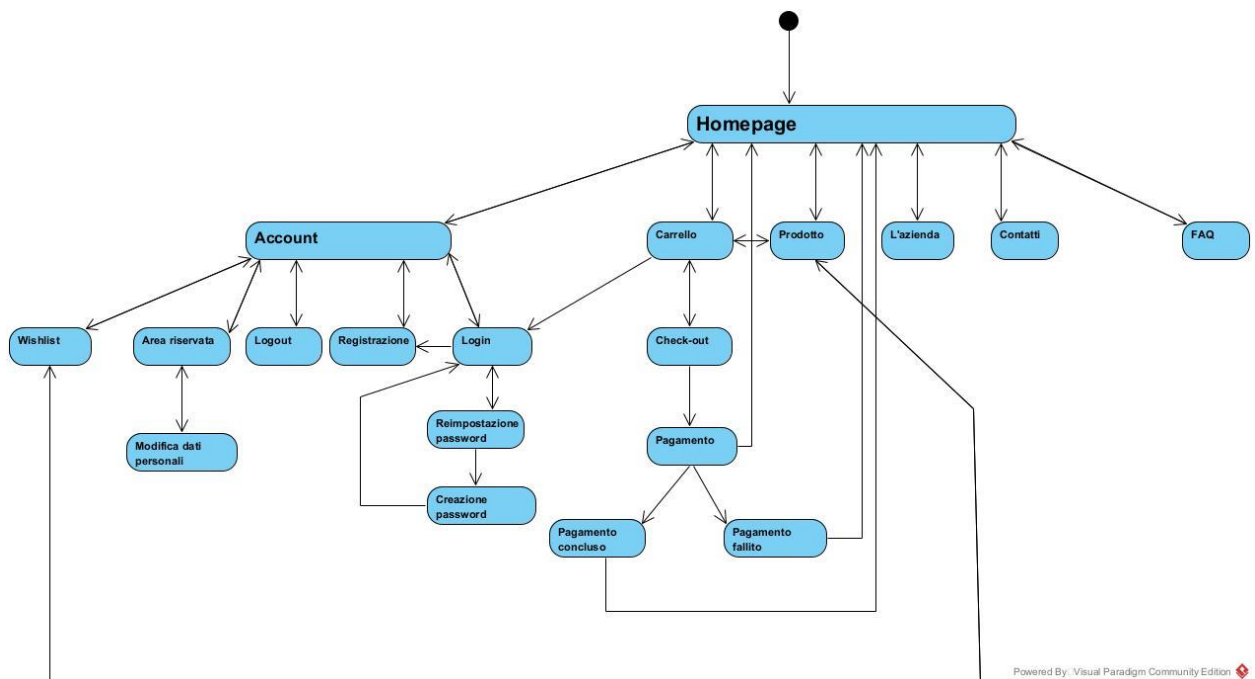 Homepage
Account
Carrello
Prodotto
L'azienda
Contatti
FAQ
Wishlist
Area riservata
Logout
Registrazione
Login
Check-out
Modifica dati
personali
Reimpostazione
password
Pagamento
Creazione
password
Pagamento
concluso
Pagamento
fallito
Powered By Visual Paradigm Community Edition